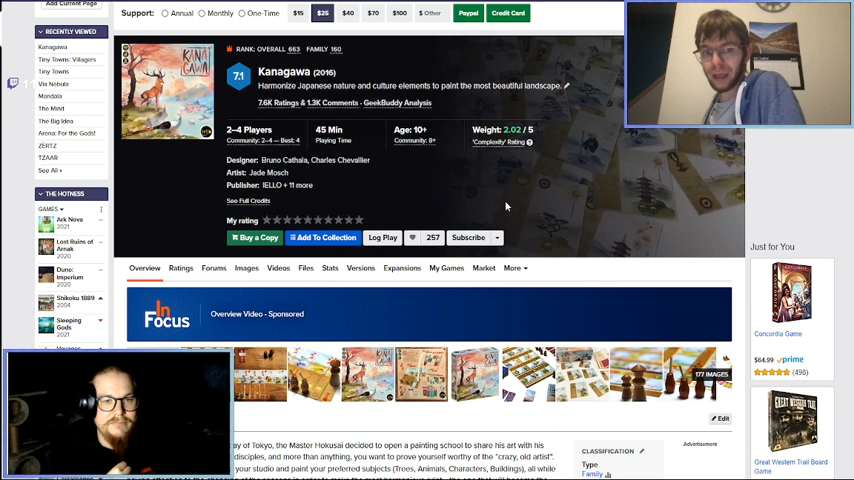 Add Current Page
Support: Annual Monthly One-Time $15 $25 $40 $70 $100 $ Other Paypal Credit Card
RECENTLY VIEWED
Kanagawa
Tiny Towns: Villagers
Tiny Towns
Via Nebula
Mandala
The Mind
The Big Idea
Arena: For the Gods!
ZÈRTZ
TZAAR
See All
THE HOTNESS
GAMES
Ark Nova
2021
Lost Ruins of
Arnak
2020
Dune:
Imperium
2020
Shikoku 1889
2004
Sleeping
Gods
2021
KANAGAWA
RANK: OVERALL 663 FAMILY 160
7.1
Kanagawa (2016)
Harmonize Japanese nature and culture elements to paint the most beautiful landscape.
7.6K Ratings & 1.3K Comments · GeekBuddy Analysis
2–4 Players
Community: 2–4 — Best: 4
45 Min
Playing Time
Age: 10+
Community: 8+
Weight: 2.02 / 5
'Complexity' Rating
Designer: Bruno Cathala, Charles Chevallier
Artist: Jade Mosch
Publisher: IELLO + 11 more
See Full Credits
My rating
Buy a Copy Add To Collection Log Play 257 Subscribe
Overview Ratings Forums Images Videos Files Stats Versions Expansions My Games Market More
In Focus
Overview Video - Sponsored
177 IMAGES
Edit
ay of Tokyo, the Master Hokusai decided to open a painting school to share his art with his
disciples, and more than anything, you want to prove yourself worthy of the "crazy, old artist".
your studio and paint your preferred subjects (Trees, Animals, Characters, Buildings), all while
CLASSIFICATION
Type
Family
Advertisement
Just for You
CONCORDIA
Concordia Game
$64.99 prime
(498)
GREAT WESTERN TRAIL
Great Western Trail
Board Game